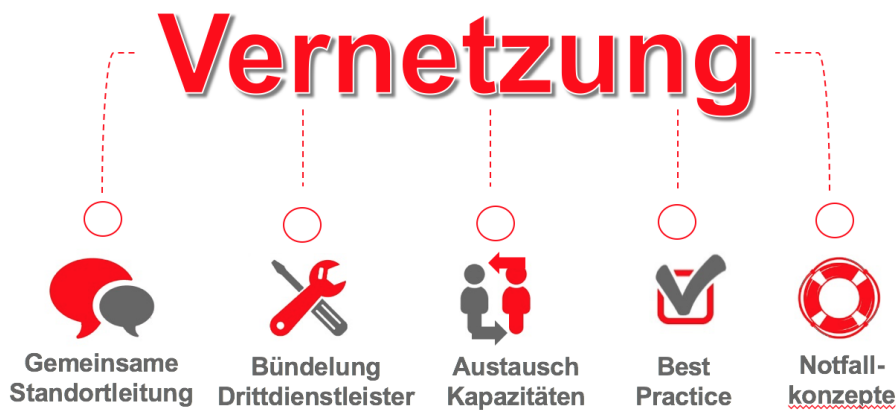 Vernetzung
Gemeinsame
Standortleitung
Bündelung
Drittdienstleister
Austausch
Kapazitäten
Best
Practice
Notfall-
konzepte